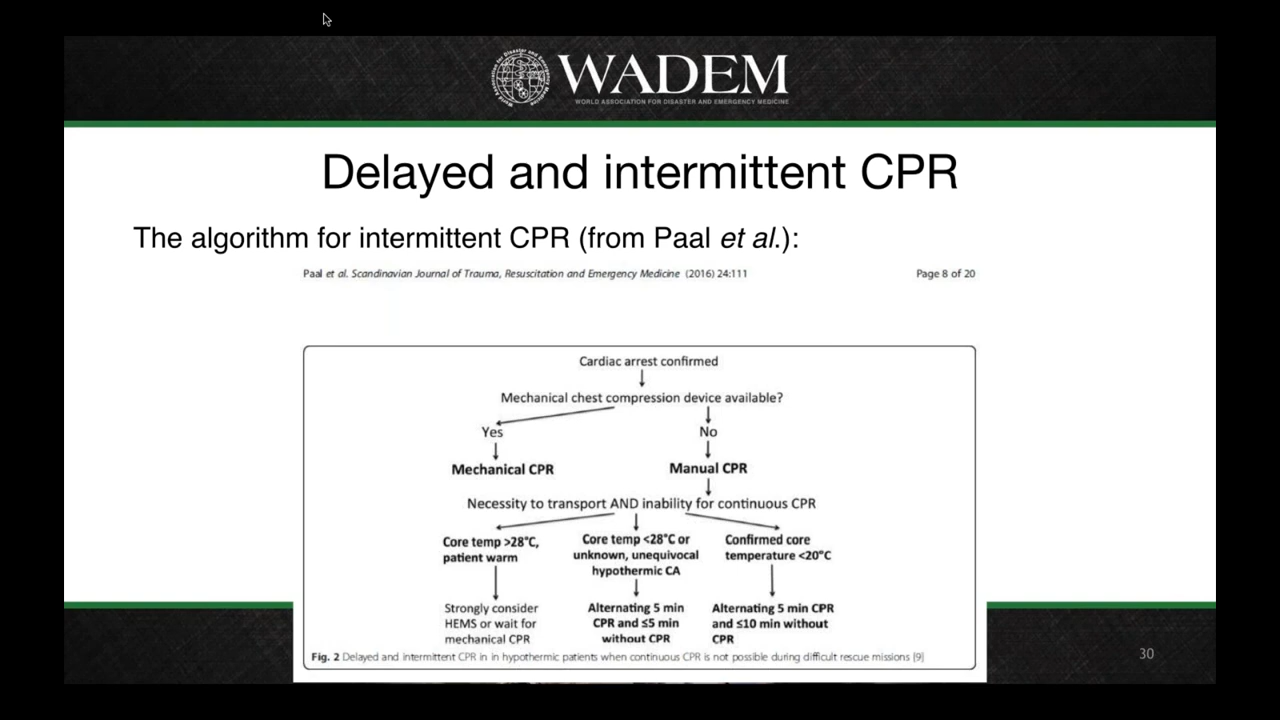 WADEM
WORLD ASSOCIATION FOR DISASTER AND EMERGENCY MEDICINE
Delayed and intermittent CPR
The algorithm for intermittent CPR (from Paal et al.):
Paal et al. Scandinavian Journal of Trauma, Resuscitation and Emergency Medicine (2016) 24:111
Page 8 of 20
Cardiac arrest confirmed
Mechanical chest compression device available?
Yes
No
Mechanical CPR
Manual CPR
Necessity to transport AND inability for continuous CPR
Core temp >28°C,
patient warm
Core temp <28°C or
unknown, unequivocal
hypothermic CA
Confirmed core
temperature <20°C
Strongly consider
HEMS or wait for
mechanical CPR
Alternating 5 min
CPR and ≤5 min
without CPR
Alternating 5 min CPR
and ≤10 min without
CPR
Fig. 2 Delayed and intermittent CPR in in hypothermic patients when continuous CPR is not possible during difficult rescue missions [9]
30